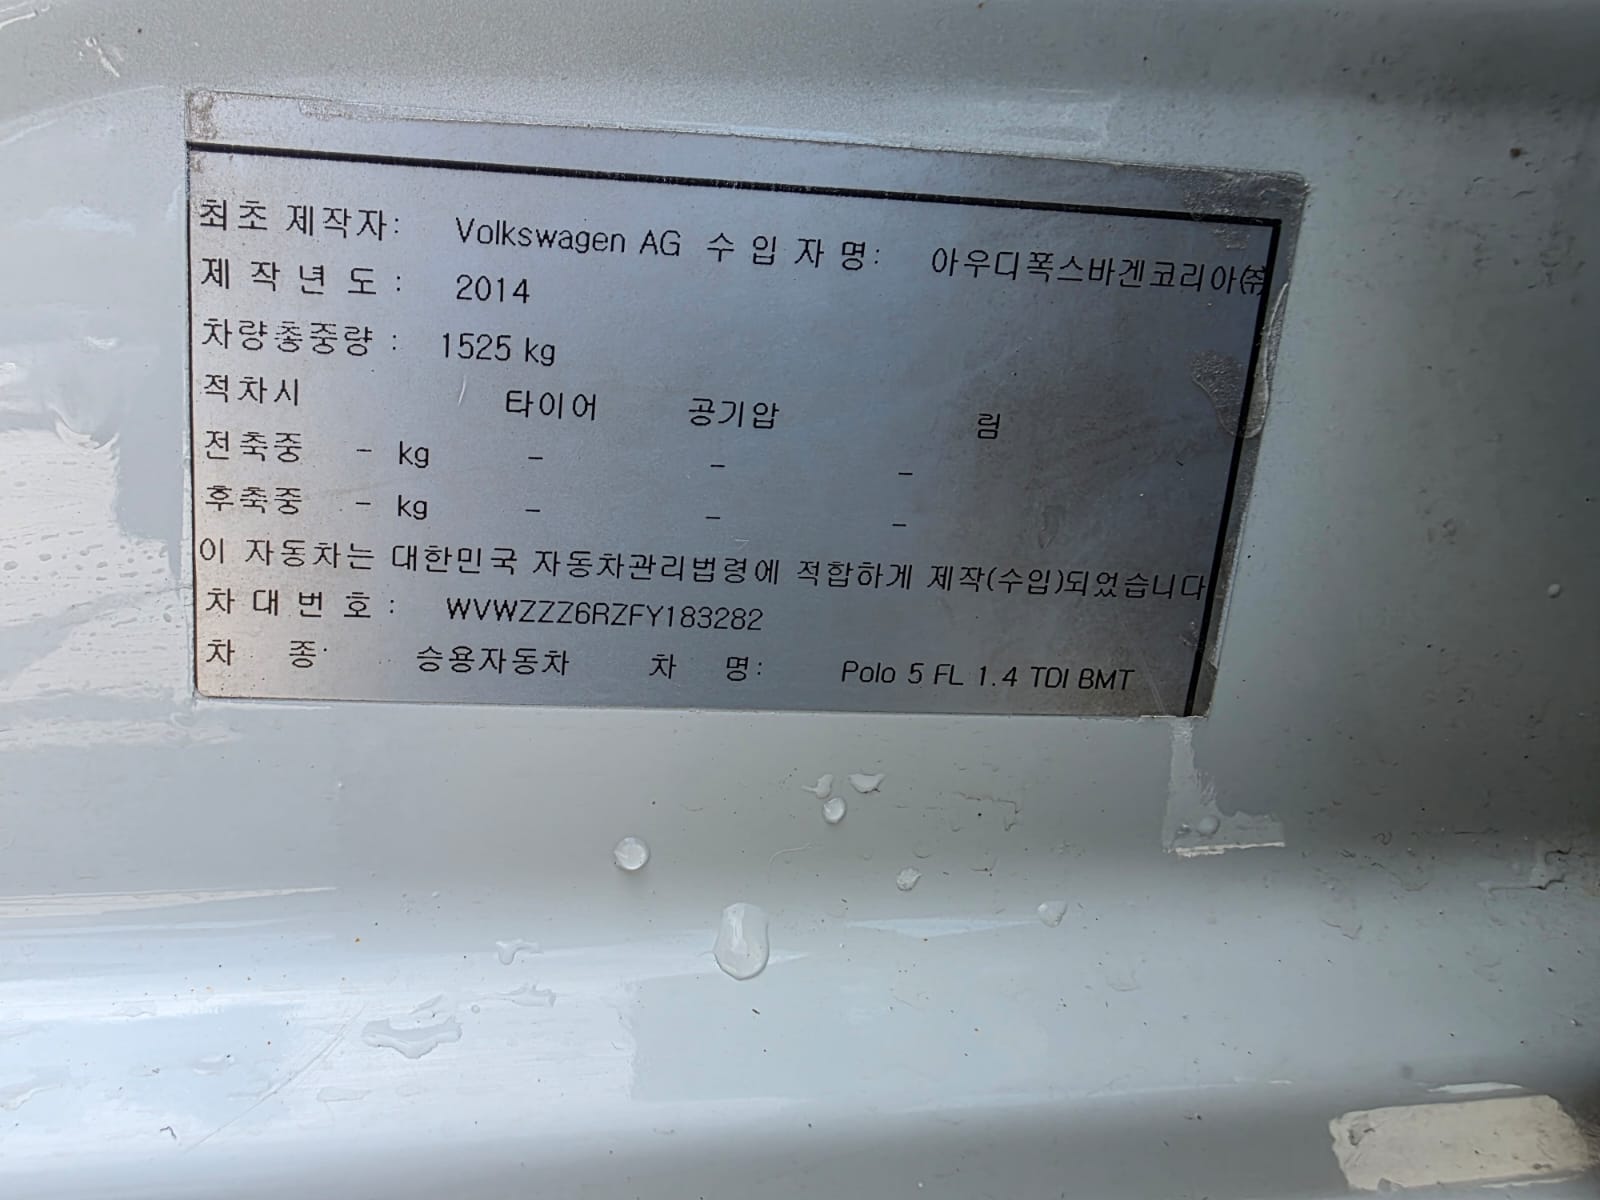 최초 제작자: Volkswagen AG 수 입 자 명: 아우디폭스바겐코리아㈜
제 작 년 도 : 2014
차량총중량 : 1525 kg
적차시 타이어 공기압 림
전축중 - kg - - -
후축중 - kg - - -
이 자동차는 대한민국 자동차관리법령에 적합하게 제작(수입)되었습니다
차 대 번 호 : WVWZZZ6RZFY183282
차 종: 승용자동차 차 명: Polo 5 FL 1.4 TDI BMT